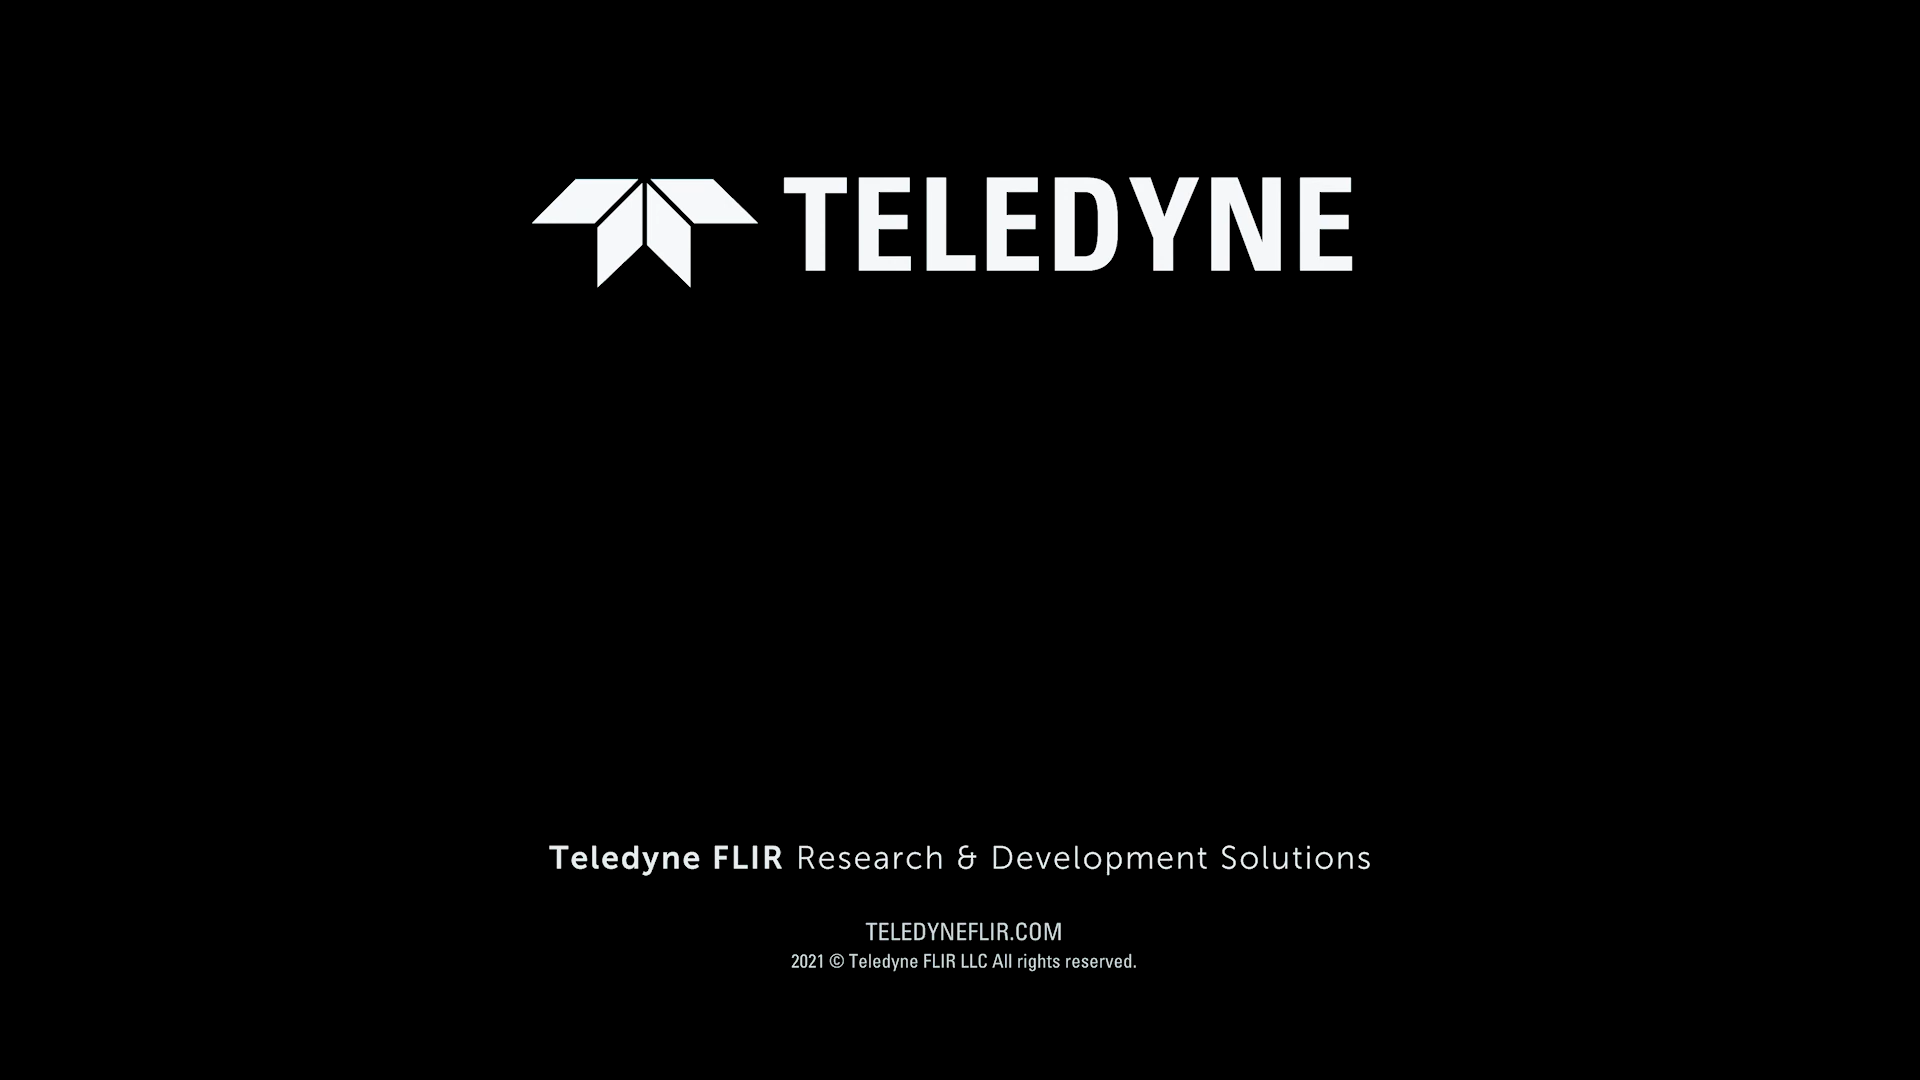 TELEDYNE
Teledyne FLIR Research & Development Solutions
TELEDYNEFLIR.COM
2021 © Teledyne FLIR LLC All rights reserved.